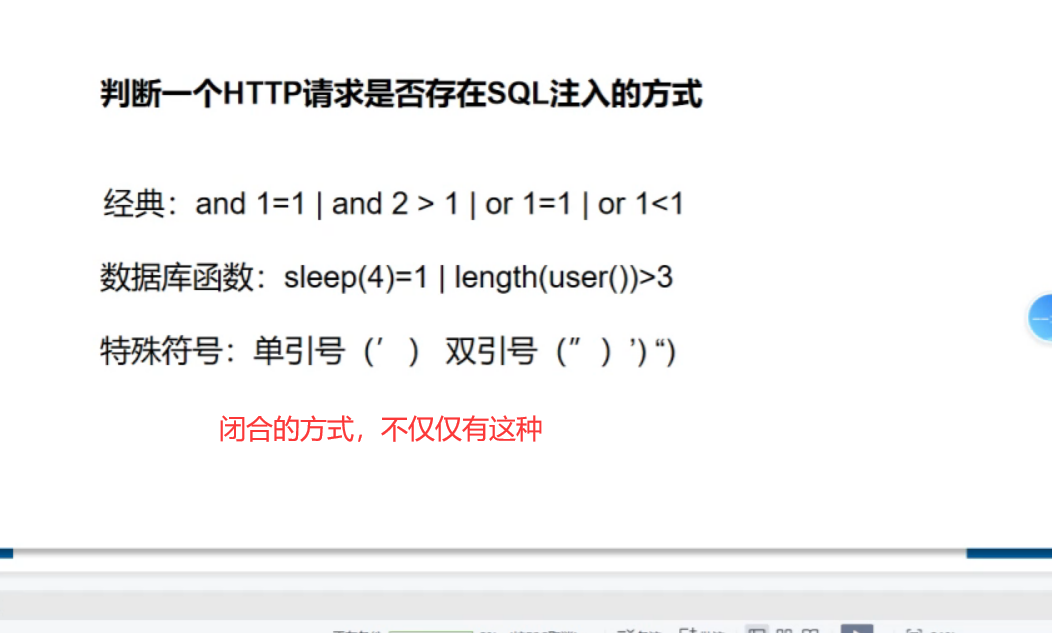 判断一个HTTP请求是否存在SQL注入的方式
经典：and 1=1 | and 2 > 1 | or 1=1 | or 1<1
数据库函数：sleep(4)=1 | length(user())>3
特殊符号：单引号（′ ） 双引号（″ ）’) “)
闭合的方式，不仅仅有这种